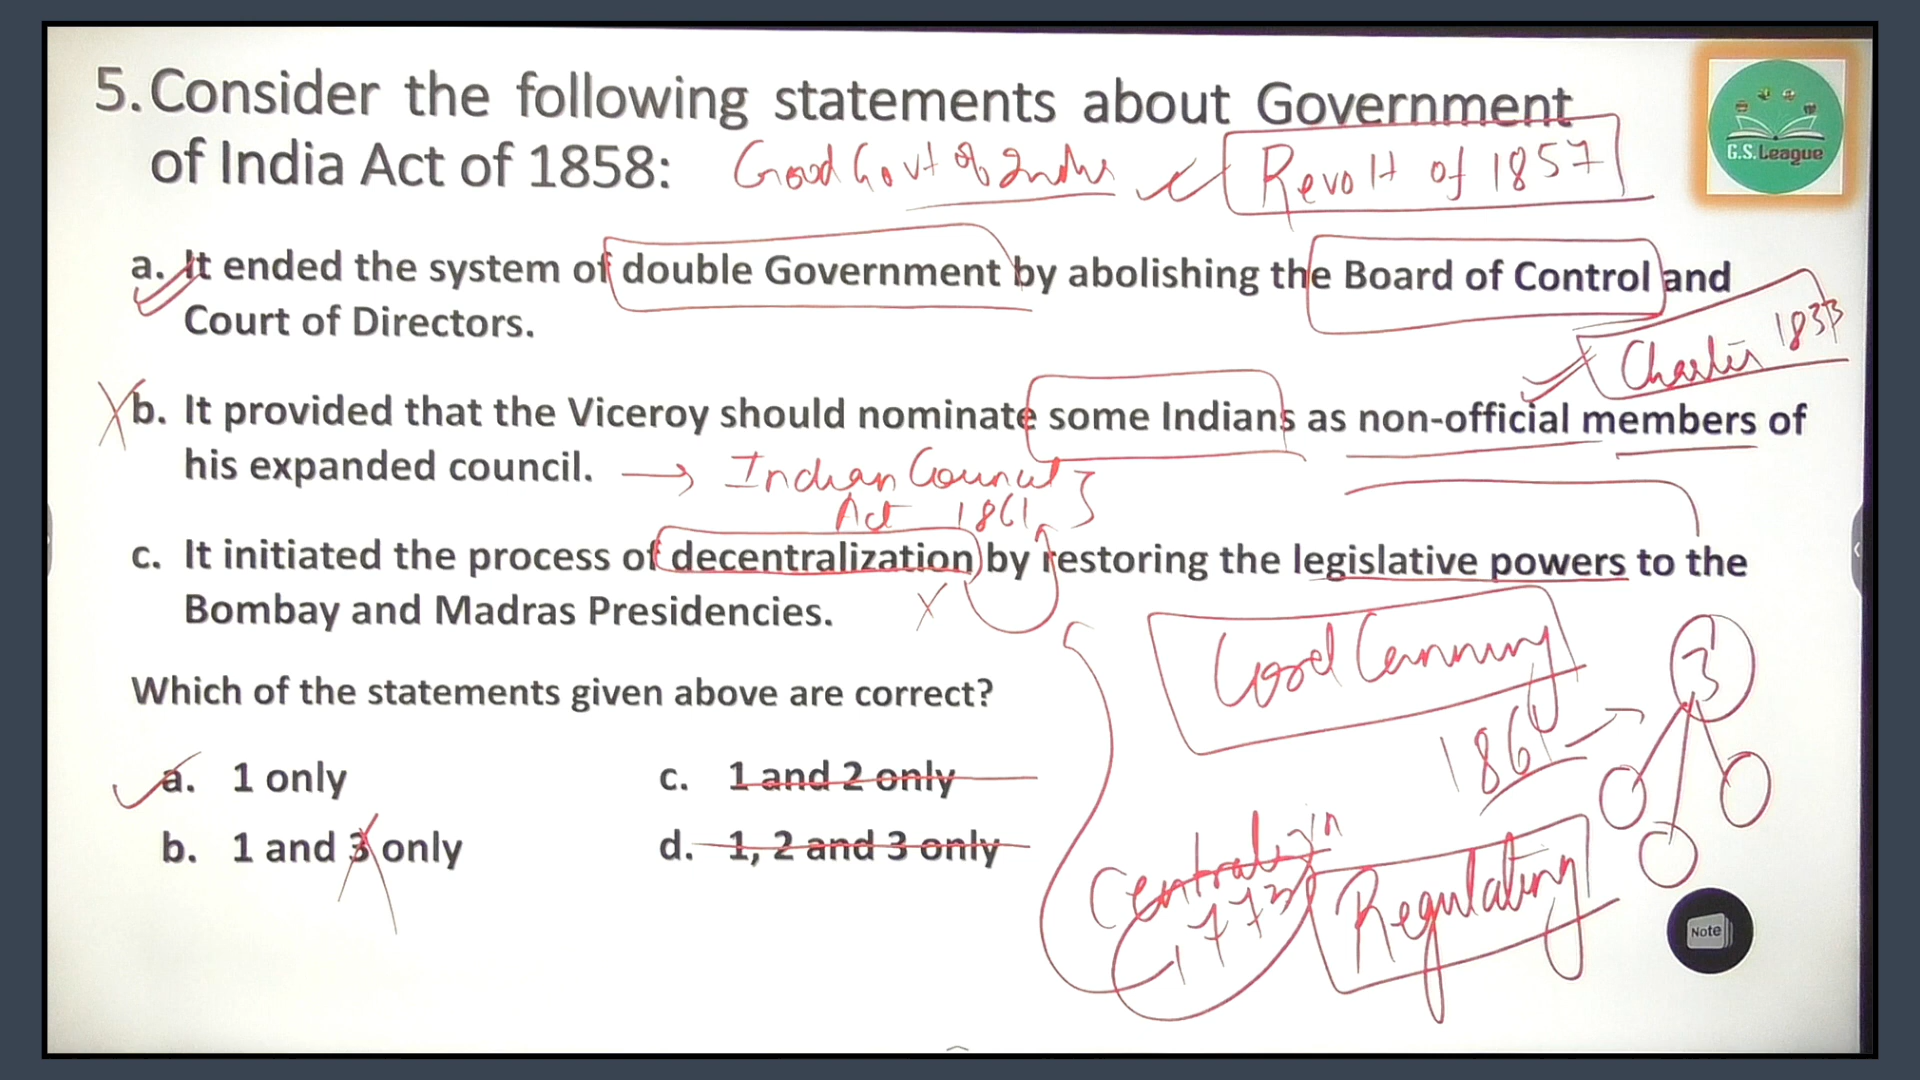 5. Consider the following statements about Government
of India Act of 1858: Good Govt of India Revolt of 1857
G.S.League
a. It ended the system of double Government by abolishing the Board of Control and
Court of Directors.
Charter 1833
b. It provided that the Viceroy should nominate some Indians as non-official members of
his expanded council. → Indian Council
Act 1861
c. It initiated the process of decentralization by restoring the legislative powers to the
Bombay and Madras Presidencies.
Lord Canning
3
Which of the statements given above are correct?
1861
a. 1 only c. 1 and 2 only
b. 1 and 3 only d. 1, 2 and 3 only
1773 Regulating
Note